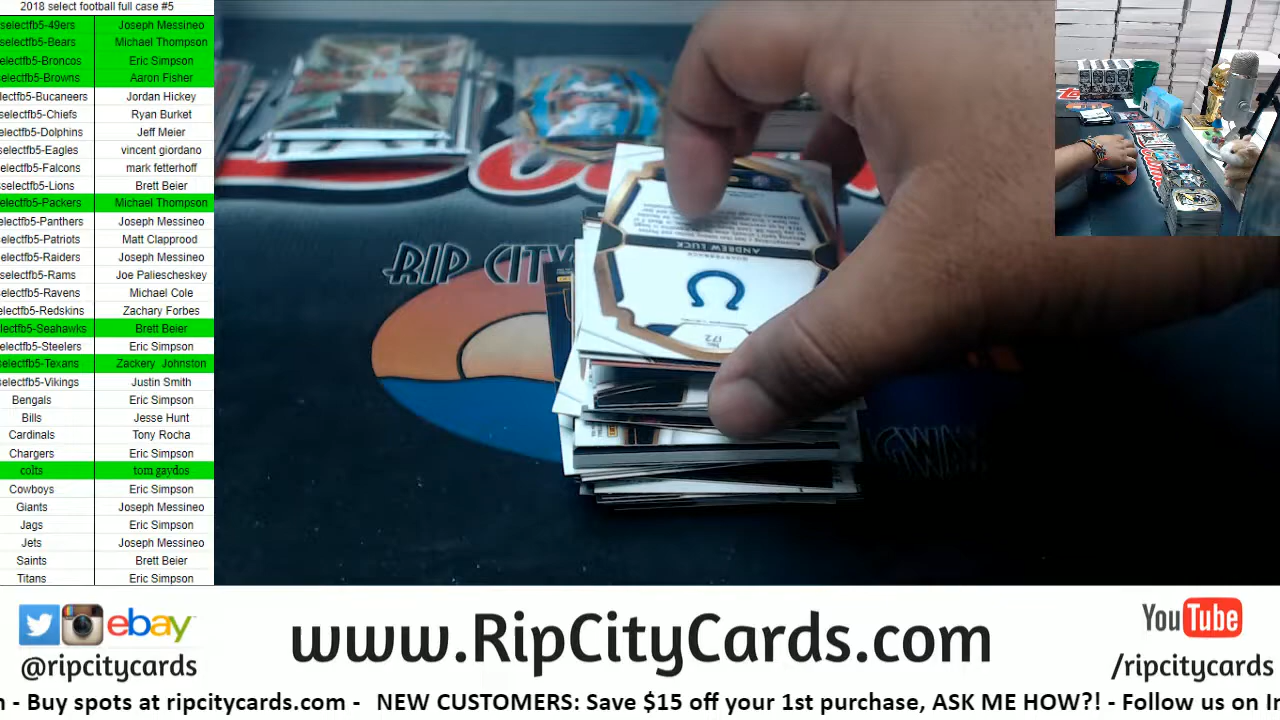 2018 select football full case #5
selectfb5-49ers Joseph Messineo
selectfb5-Bears Michael Thompson
selectfb5-Broncos Eric Simpson
selectfb5-Browns Aaron Fisher
lectfb5-Bucaneers Jordan Hickey
selectfb5-Chiefs Ryan Burket
selectfb5-Dolphins Jeff Meier
selectfb5-Eagles vincent giordano
selectfb5-Falcons mark fetterhoff
selectfb5-Lions Brett Beier
selectfb5-Packers Michael Thompson
selectfb5-Panthers Joseph Messineo
selectfb5-Patriots Matt Clapprood
selectfb5-Raiders Joseph Messineo
selectfb5-Rams Joe Paliescheskey
selectfb5-Ravens Michael Cole
selectfb5-Redskins Zachary Forbes
lectfb5-Seahawks Brett Beier
selectfb5-Steelers Eric Simpson
selectfb5-Texans Zackery Johnston
selectfb5-Vikings Justin Smith
Bengals Eric Simpson
Bills Jesse Hunt
Cardinals Tony Rocha
Chargers Eric Simpson
colts tom gaydos
Cowboys Eric Simpson
Giants Joseph Messineo
Jags Eric Simpson
Jets Joseph Messineo
Saints Brett Beier
Titans Eric Simpson
RIP CITY
ANDREW LUCK
QUARTERBACK
No. 172
ebay
@ripcitycards
www.RipCityCards.com
YouTube
/ripcitycards
n - Buy spots at ripcitycards.com - NEW CUSTOMERS: Save $15 off your 1st purchase, ASK ME HOW?! - Follow us on In